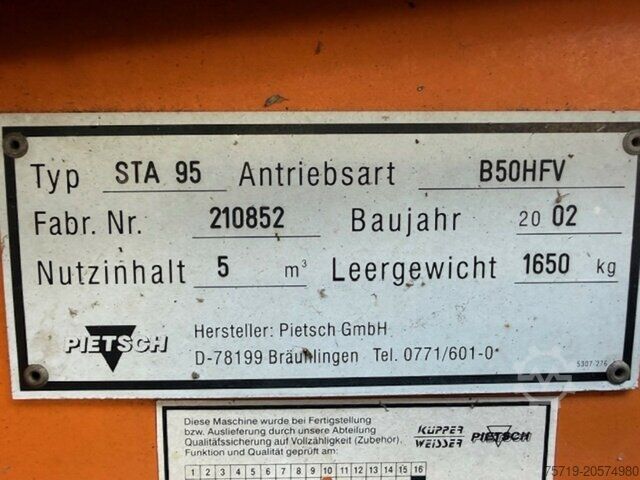 Typ STA 95 Antriebsart B50HFV
Fabr. Nr. 210852 Baujahr 2002
Nutzinhalt 5 m³ Leergewicht 1650 kg
PIETSCH
Hersteller: Pietsch GmbH
D-78199 Bräunlingen Tel. 0771/601-0
5307-276
Diese Maschine wurde bei Fertigstellung
bzw. Auslieferung durch unsere Abteilung
Qualitätssicherung auf Vollzähligkeit (Zubehör),
Funktion und Qualität geprüft am:
KÜPPER WEISSER PIETSCH
1 2 3 4 5 6 7 8 9 10 11 12 13 14 15 16
75719-20574980